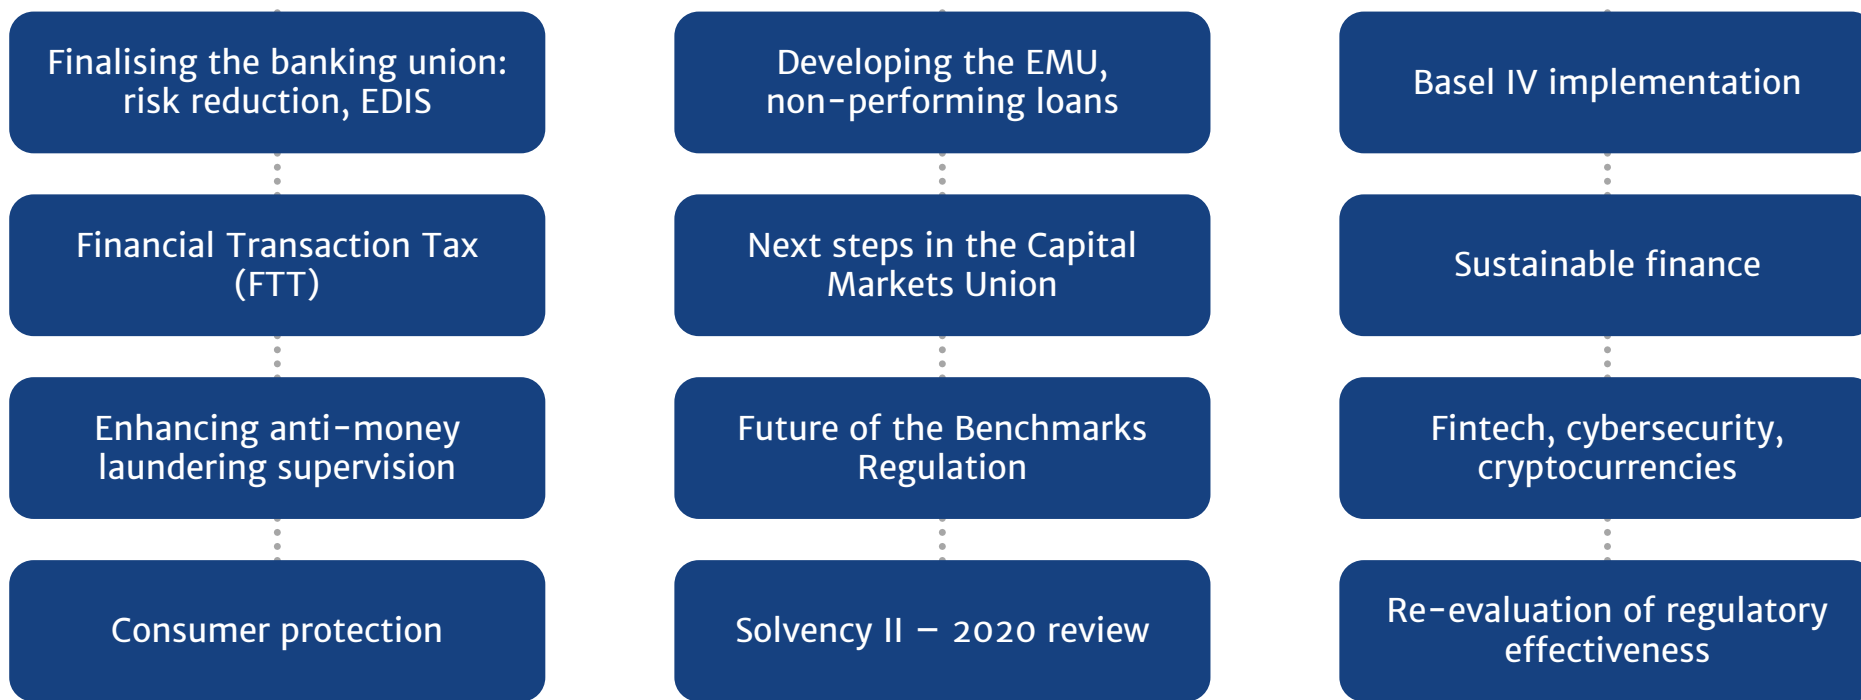 Finalising the banking union:
risk reduction, EDIS
Developing the EMU,
non-performing loans
Basel IV implementation
Financial Transaction Tax
(FTT)
Next steps in the Capital
Markets Union
Sustainable finance
Enhancing anti-money
laundering supervision
Future of the Benchmarks
Regulation
Fintech, cybersecurity,
cryptocurrencies
Consumer protection
Solvency II – 2020 review
Re-evaluation of regulatory
effectiveness